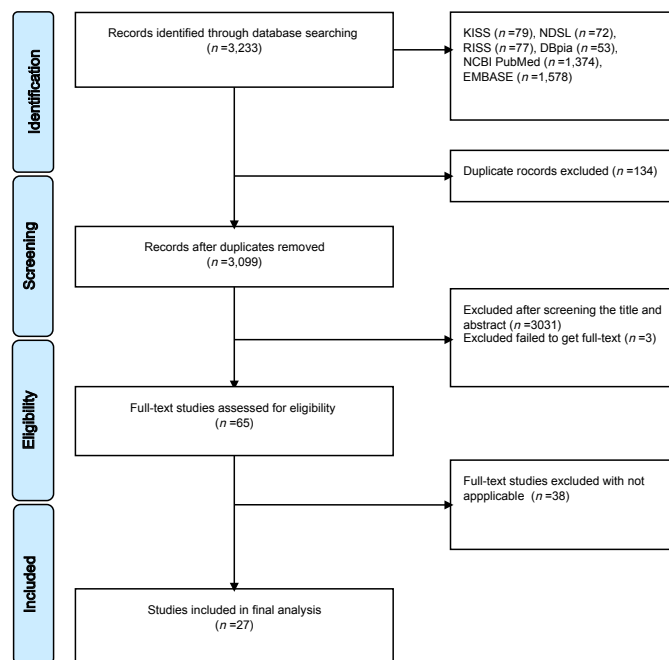 Identification
Records identified through database searching
(n =3,233)
KISS (n =79), NDSL (n =72),
RISS (n =77), DBpia (n =53),
NCBI PubMed (n =1,374),
EMBASE (n =1,578)
Duplicate rocords excluded (n =134)
Screening
Records after duplicates removed
(n =3,099)
Excluded after screening the title and
abstract (n =3031)
Excluded failed to get full-text (n =3)
Eligibility
Full-text studies assessed for eligibility
(n =65)
Full-text studies excluded with not
appplicable (n =38)
Included
Studies included in final analysis
(n =27)